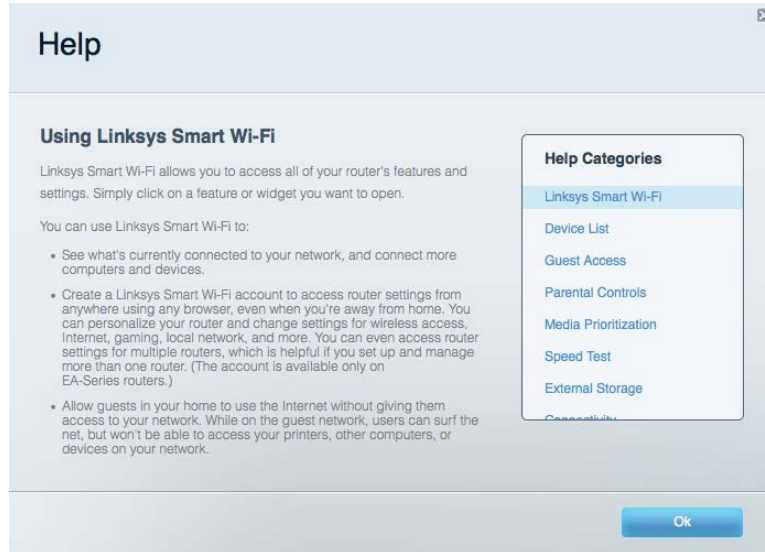 Help
Using Linksys Smart Wi-Fi
Linksys Smart Wi-Fi allows you to access all of your router's features and
settings. Simply click on a feature or widget you want to open.
You can use Linksys Smart Wi-Fi to:
• See what's currently connected to your network, and connect more
computers and devices.
• Create a Linksys Smart Wi-Fi account to access router settings from
anywhere using any browser, even when you're away from home. You
can personalize your router and change settings for wireless access,
Internet, gaming, local network, and more. You can even access router
settings for multiple routers, which is helpful if you set up and manage
more than one router. (The account is available only on
EA-Series routers.)
• Allow guests in your home to use the Internet without giving them
access to your network. While on the guest network, users can surf the
net, but won't be able to access your printers, other computers, or
devices on your network.
Help Categories
Linksys Smart Wi-Fi
Device List
Guest Access
Parental Controls
Media Prioritization
Speed Test
External Storage
Connectivity
Ok